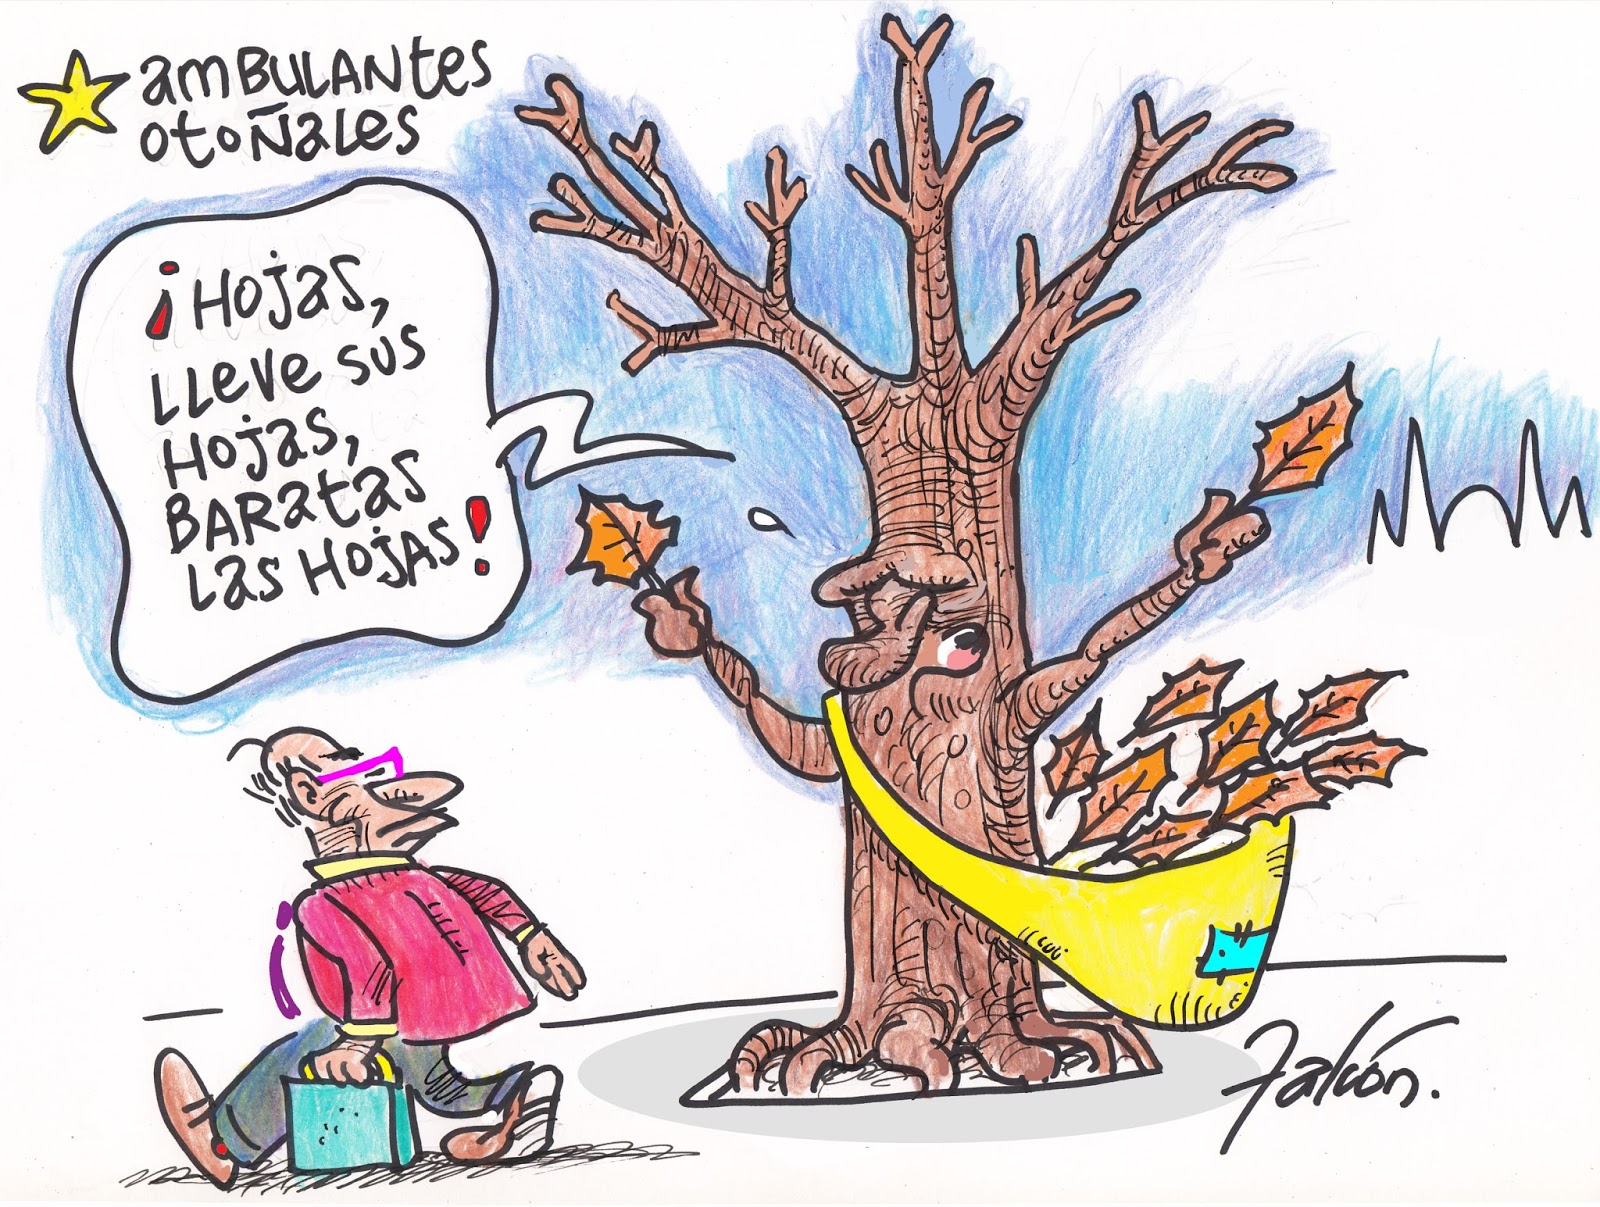 amBULANtes
otoÑaLes
¡HOJas,
LLeve sus
HOJas,
BARatas
Las HOJAS!
Falcón.